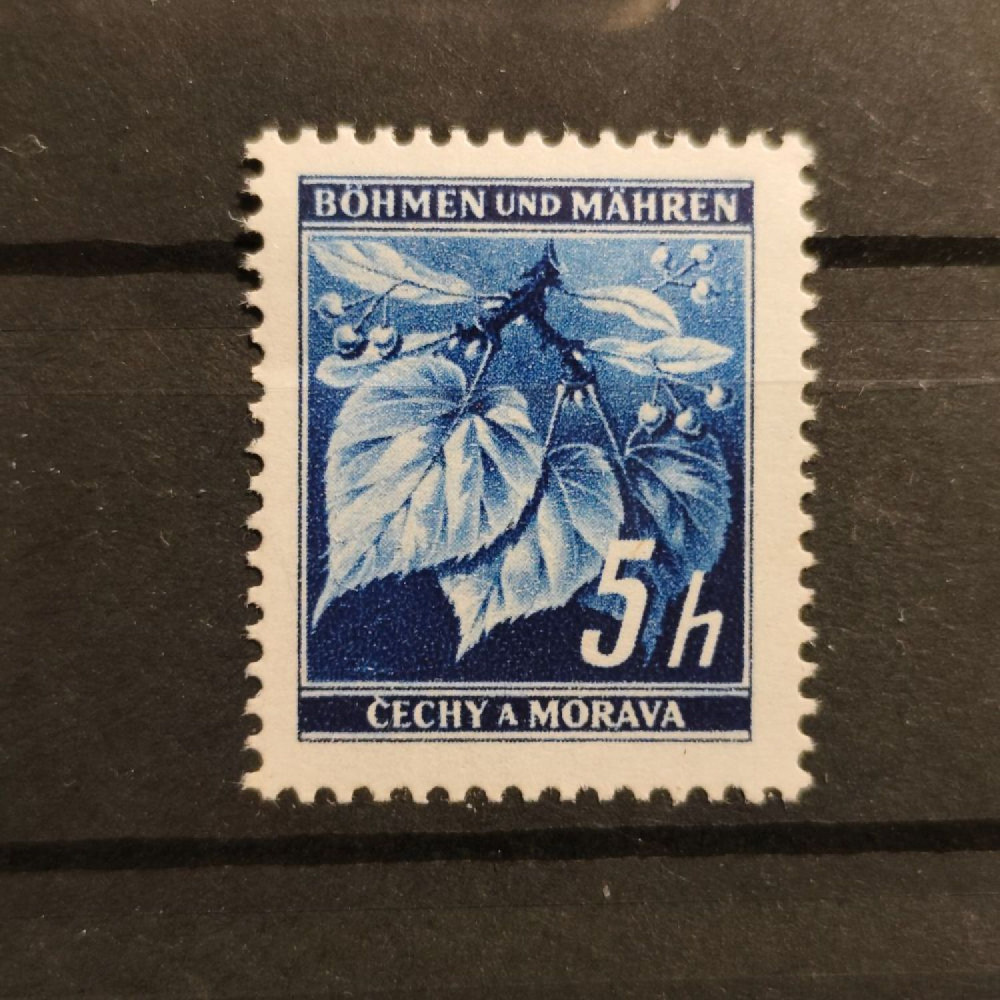 BÖHMEN UND MÄHREN
5 h
ČECHY A MORAVA